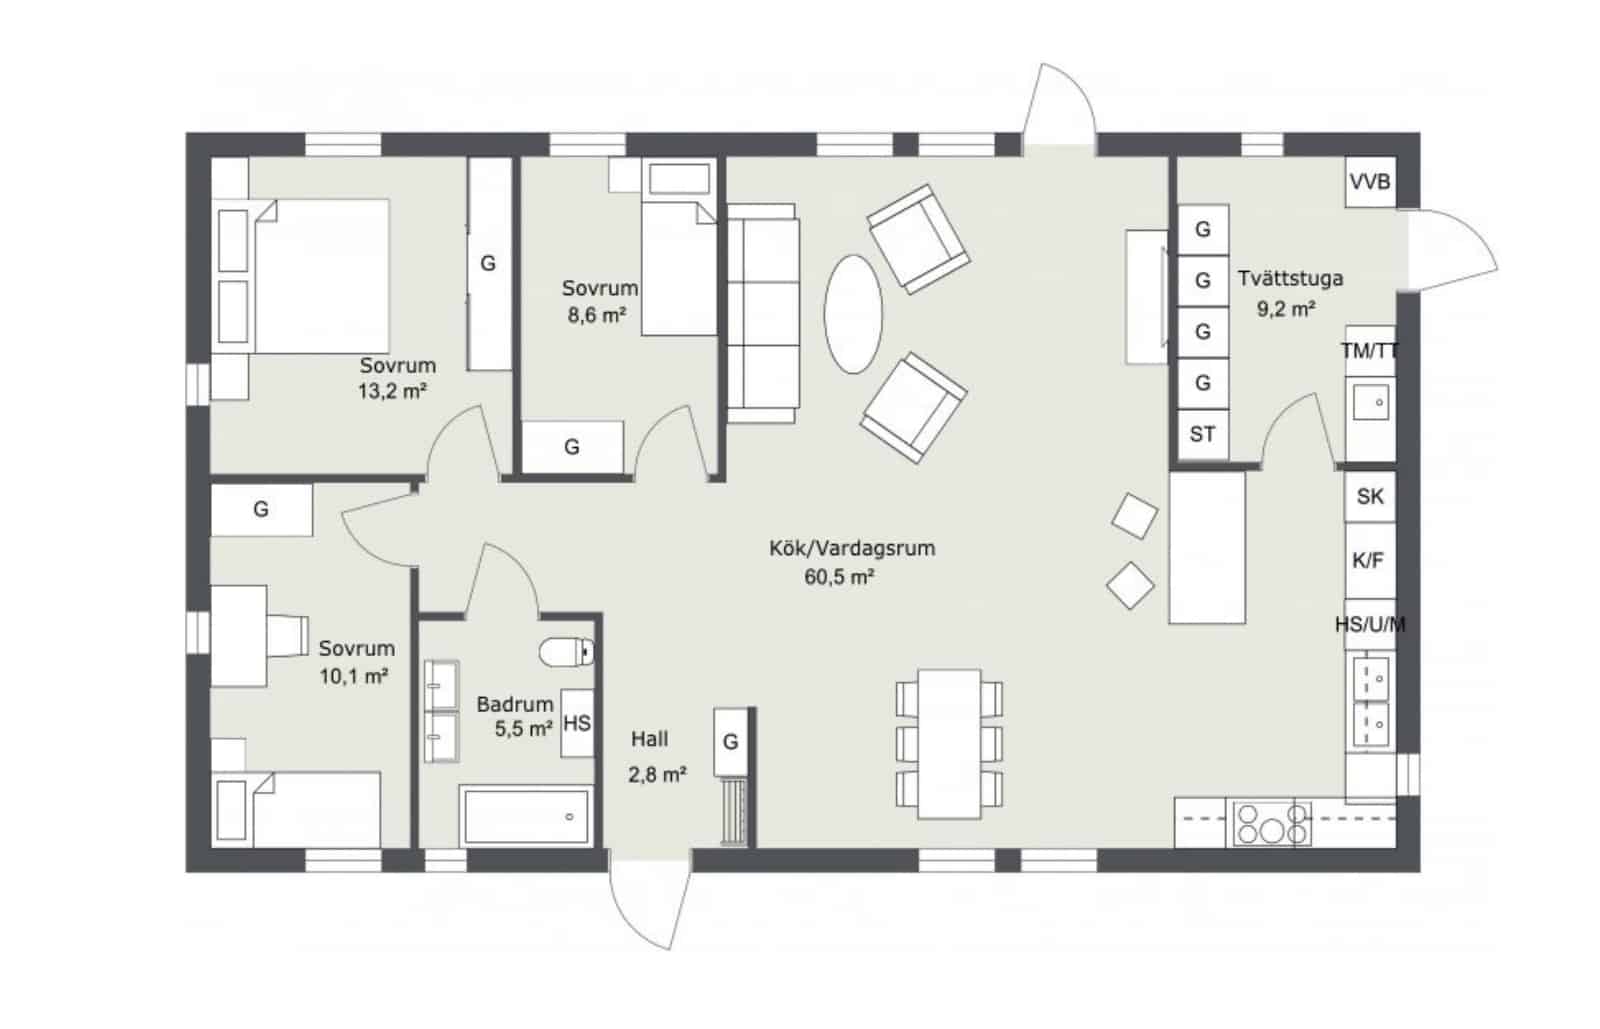 VVB
G
G
G
Sovrum
8,6 m²
Tvättstuga
9,2 m²
G
G
TM/TT
Sovrum
13,2 m²
G
ST
G
G
SK
Kök/Vardagsrum
60,5 m²
K/F
HS/U/M
Sovrum
10,1 m²
Badrum
5,5 m²
HS
Hall
2,8 m²
G